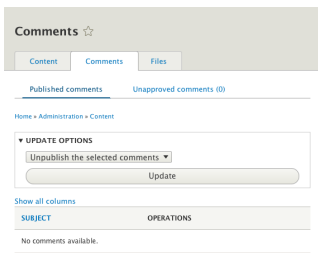 Comments
Content Comments Files
Published comments Unapproved comments (0)
Home » Administration » Content
▼ UPDATE OPTIONS
Unpublish the selected comments ▼
Update
Show all columns
SUBJECT OPERATIONS
No comments available.